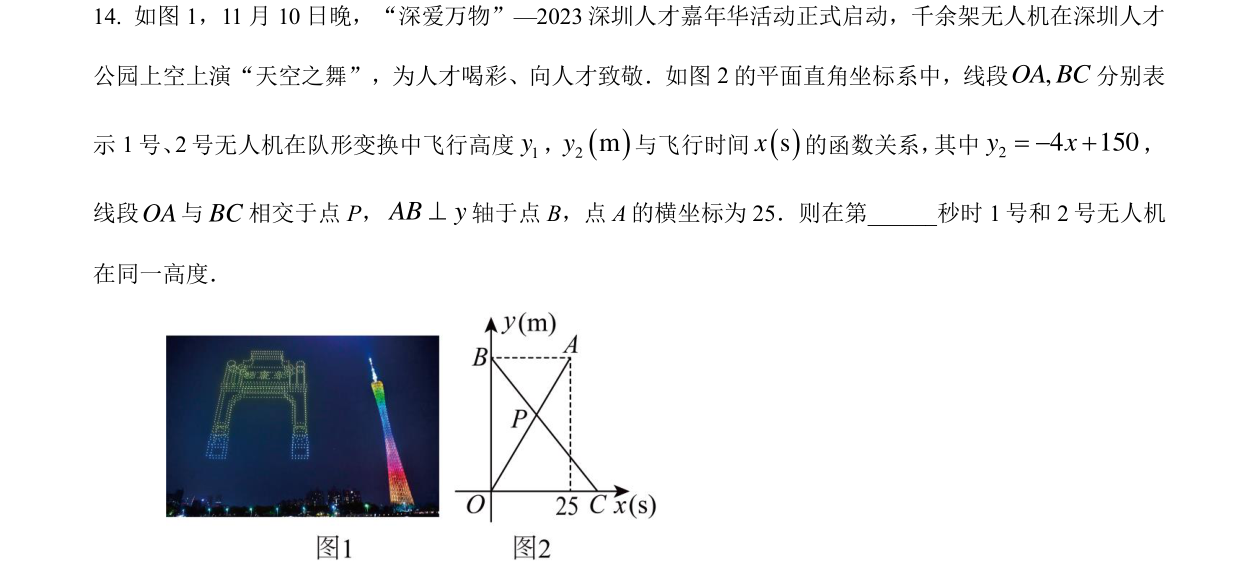 14. 如图 1，11 月 10 日晚，“深爱万物”—2023 深圳人才嘉年华活动正式启动，千余架无人机在深圳人才
公园上空上演“天空之舞”，为人才喝彩、向人才致敬．如图 2 的平面直角坐标系中，线段 OA, BC 分别表
示 1 号、2 号无人机在队形变换中飞行高度 y₁，y₂(m) 与飞行时间 x(s) 的函数关系，其中 y₂ = −4x+150，
线段 OA 与 BC 相交于点 P，AB ⊥ y 轴于点 B，点 A 的横坐标为 25．则在第______秒时 1 号和 2 号无人机
在同一高度．
y(m)
B
A
P
O
25
C
x(s)
图1
图2